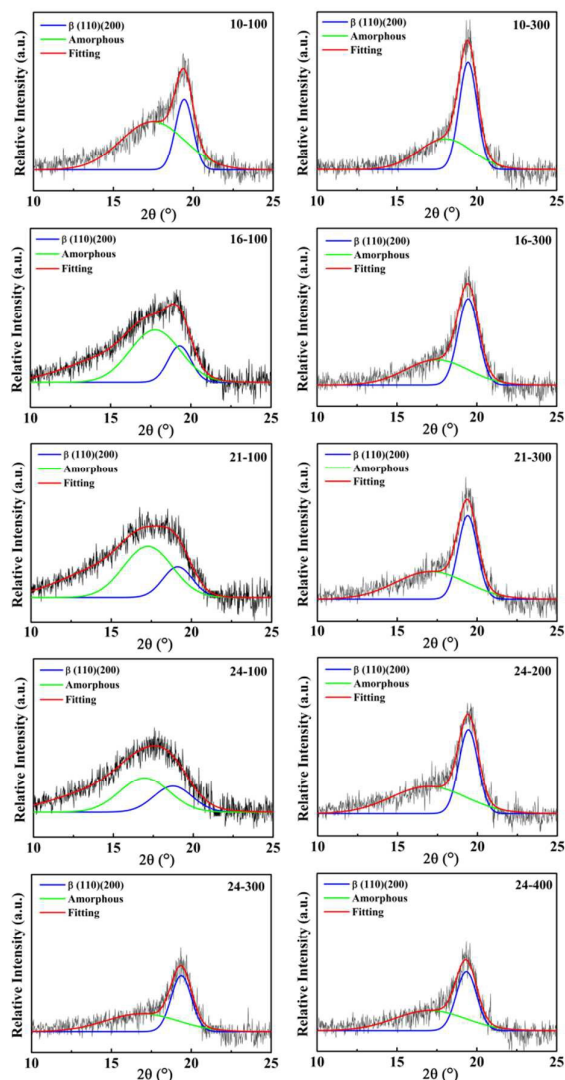 β (110)(200)
Amorphous
Fitting
10-100
Relative Intensity (a.u.)
10 15 20 25
2θ (°)
β (110)(200)
Amorphous
Fitting
10-300
Relative Intensity (a.u.)
10 15 20 25
2θ (°)
β (110)(200)
Amorphous
Fitting
16-100
Relative Intensity (a.u.)
10 15 20 25
2θ (°)
β (110)(200)
Amorphous
Fitting
16-300
Relative Intensity (a.u.)
10 15 20 25
2θ (°)
β (110)(200)
Amorphous
Fitting
21-100
Relative Intensity (a.u.)
10 15 20 25
2θ (°)
β (110)(200)
Amorphous
Fitting
21-300
Relative Intensity (a.u.)
10 15 20 25
2θ (°)
β (110)(200)
Amorphous
Fitting
24-100
Relative Intensity (a.u.)
10 15 20 25
2θ (°)
β (110)(200)
Amorphous
Fitting
24-200
Relative Intensity (a.u.)
10 15 20 25
2θ (°)
β (110)(200)
Amorphous
Fitting
24-300
Relative Intensity (a.u.)
10 15 20 25
2θ (°)
β (110)(200)
Amorphous
Fitting
24-400
Relative Intensity (a.u.)
10 15 20 25
2θ (°)